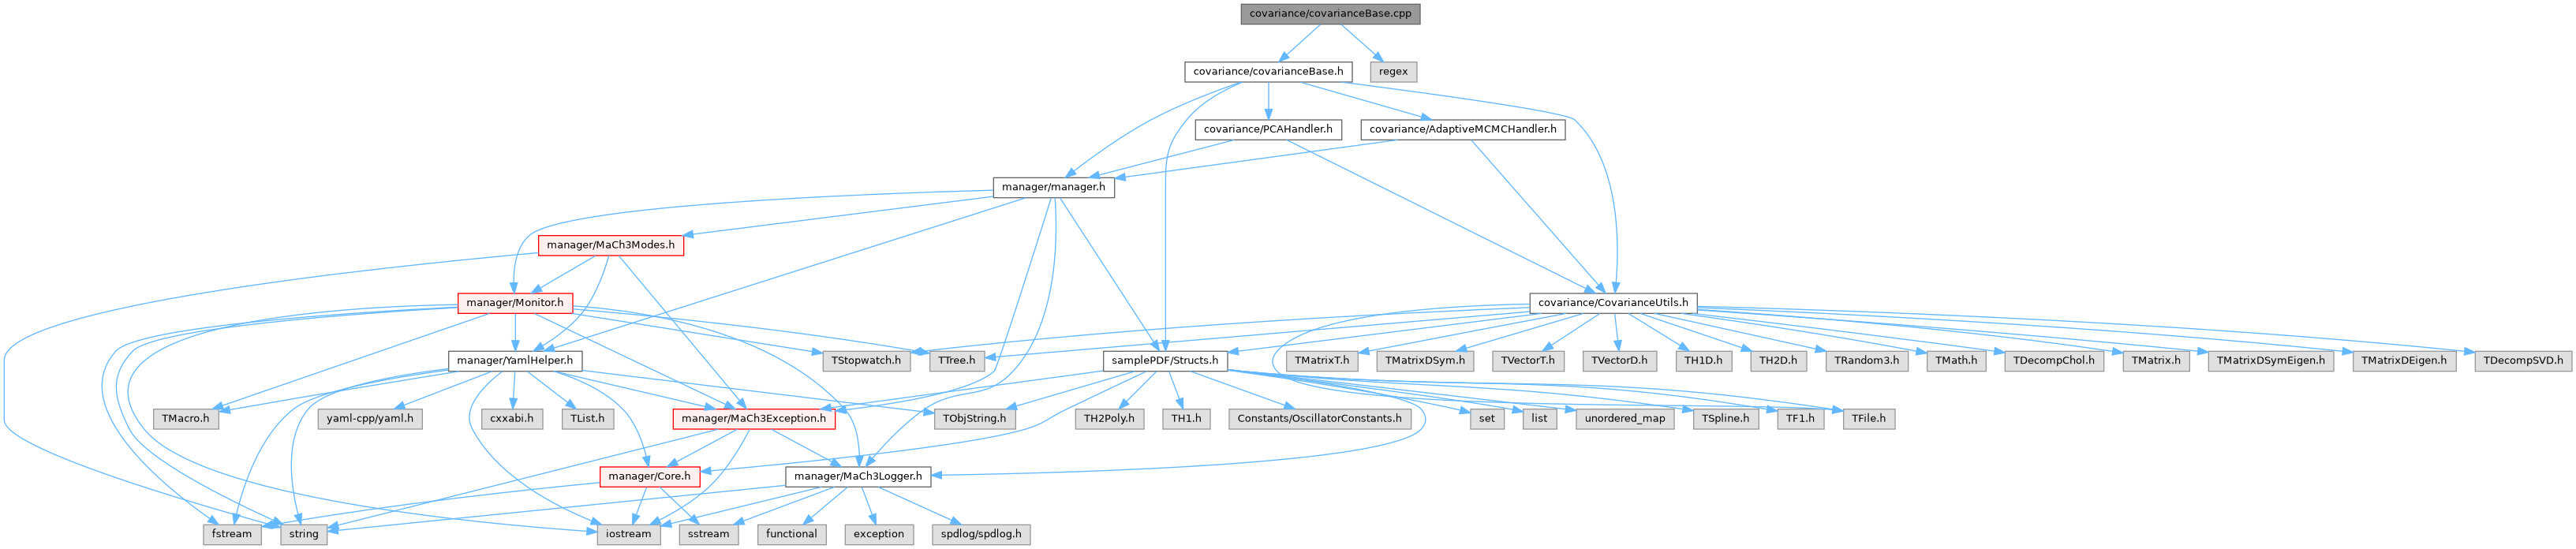 covariance/covarianceBase.cpp
covariance/covarianceBase.h
regex
covariance/PCAHandler.h
covariance/AdaptiveMCMCHandler.h
manager/manager.h
manager/MaCh3Modes.h
manager/Monitor.h
covariance/CovarianceUtils.h
manager/YamlHelper.h
TStopwatch.h
TTree.h
samplePDF/Structs.h
TMatrixT.h
TMatrixDSym.h
TVectorT.h
TVectorD.h
TH1D.h
TH2D.h
TRandom3.h
TMath.h
TDecompChol.h
TMatrix.h
TMatrixDSymEigen.h
TMatrixDEigen.h
TDecompSVD.h
TMacro.h
yaml-cpp/yaml.h
cxxabi.h
TList.h
manager/MaCh3Exception.h
TObjString.h
TH2Poly.h
TH1.h
Constants/OscillatorConstants.h
set
list
unordered_map
TSpline.h
TF1.h
TFile.h
manager/Core.h
manager/MaCh3Logger.h
fstream
string
iostream
sstream
functional
exception
spdlog/spdlog.h